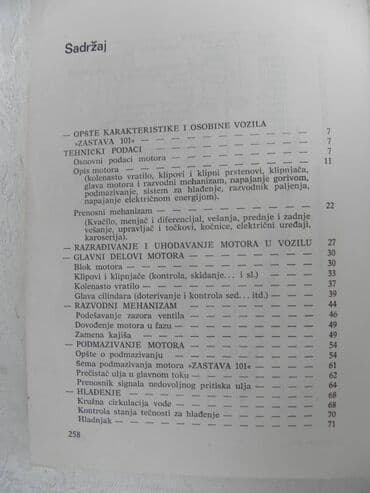 Sadržaj
— OPŠTE KARAKTERISTIKE I OSOBINE VOZILA
»ZASTAVA 101« — — — — — — — — — 7
TEHNIČKI PODACI — — — — — — — — — 7
Osnovni podaci motora — — — — — — — — 7
Opis motora — — — — — — — — — — 11
(kolenasto vratilo, klipovi i klipni prstenovi, klipnjača,
glava motora i razvodni mehanizam, napajanje gorivom,
podmazivanje, sistem za hlađenje, razvodnik paljenja,
napajanje električnom energijom).
Prenosni mehanizam — — — — — — — — 22
(Kvačilo, menjač i diferencijal, vešanja, prednje i zadnje
vešanje, upravljač i točkovi, kočnice, električni uređaji,
karoserija).
— RAZRAĐIVANJE I UHODAVANJE MOTORA U VOZILU 27
— GLAVNI DELOVI MOTORA — — — — — — 30
Blok motora — — — — — — — — — — 30
Klipovi i klipnjače (kontrola, skidanje... i sl.) — — — 33
Kolenasto vratilo — — — — — — — — — 37
Glava cilindara (doterivanje i kontrola sed... itd.) — — 39
— RAZVODNI MEHANIZAM — — — — — — — 44
Podešavanje zazora ventila — — — — — — — 46
Dovođenje motora u fazu — — — — — — — 49
Zamena kajiša — — — — — — — — — — 49
— PODMAZIVANJE MOTORA — — — — — — — 54
Opšte o podmazivanju — — — — — — — — 54
Šema podmazivanja motora »ZASTAVA 101« — — — 61
Prečistač ulja u glavnom toku — — — — — — 62
Prenosnik signala nedovoljnog pritiska ulja — — — — 64
— HLAĐENJE — — — — — — — — — — 68
Kružna cirkulacija vode — — — — — — — — 68
Kontrola stanja tečnosti za hlađenje — — — — — 70
Hladnjak — — — — — — — — — — — 71
258